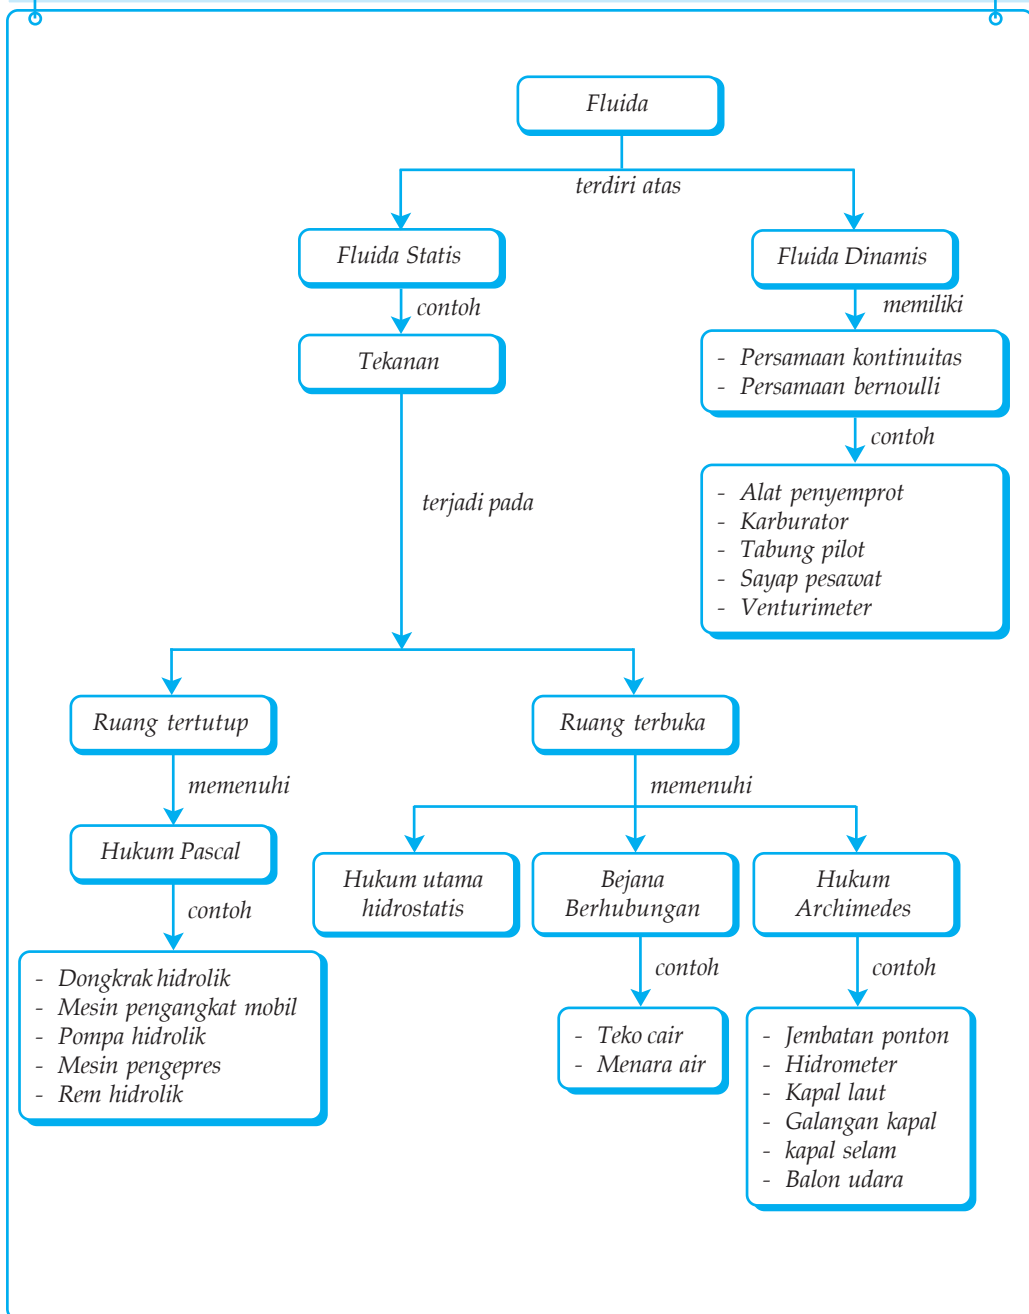 Fluida
terdiri atas
Fluida Statis
Fluida Dinamis
contoh
memiliki
Tekanan
- Persamaan kontinuitas
- Persamaan bernoulli
contoh
- Alat penyemprot
- Karburator
- Tabung pilot
- Sayap pesawat
- Venturimeter
terjadi pada
Ruang tertutup
Ruang terbuka
memenuhi
memenuhi
Hukum Pascal
Hukum utama
hidrostatis
Bejana
Berhubungan
Hukum
Archimedes
contoh
contoh
contoh
- Dongkrak hidrolik
- Mesin pengangkat mobil
- Pompa hidrolik
- Mesin pengepres
- Rem hidrolik
- Teko cair
- Menara air
- Jembatan ponton
- Hidrometer
- Kapal laut
- Galangan kapal
- kapal selam
- Balon udara